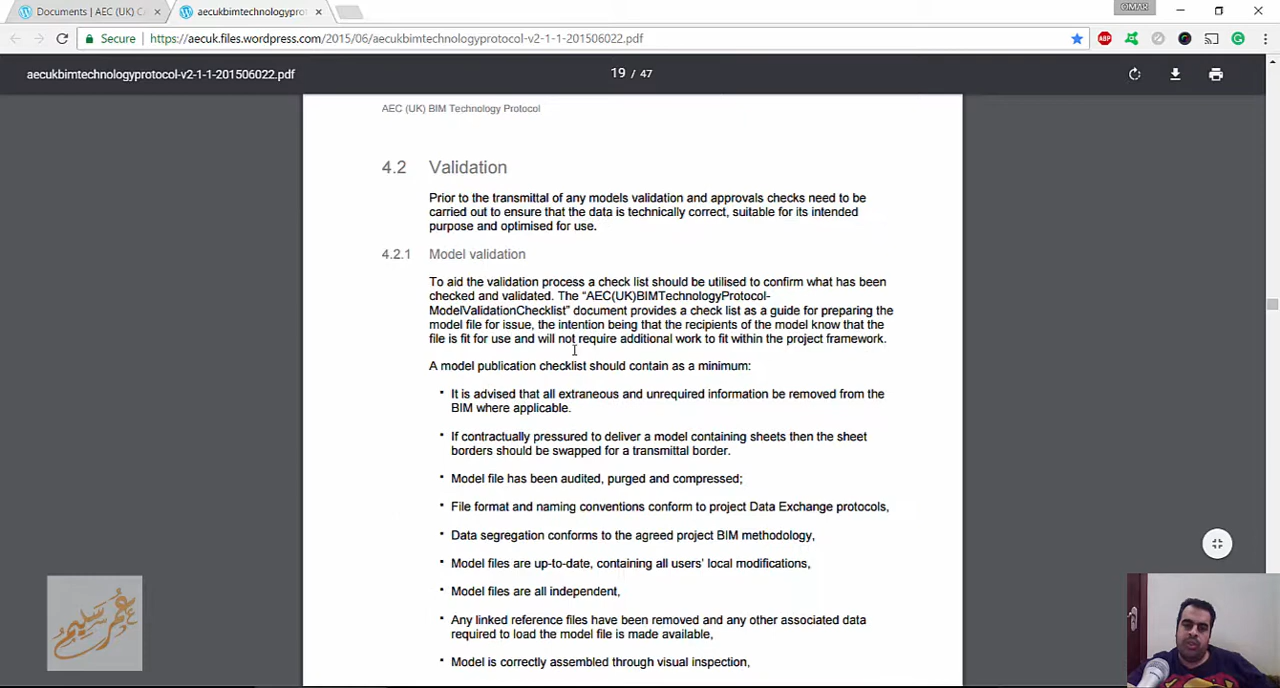 Documents | AEC (UK) C
aecukbimtechnologyprot
OMAR
Secure
https://aecuk.files.wordpress.com/2015/06/aecukbimtechnologyprotocol-v2-1-1-201506022.pdf
ABP
aecukbimtechnologyprotocol-v2-1-1-201506022.pdf
19 / 47
AEC (UK) BIM Technology Protocol
4.2 Validation
Prior to the transmittal of any models validation and approvals checks need to be
carried out to ensure that the data is technically correct, suitable for its intended
purpose and optimised for use.
4.2.1 Model validation
To aid the validation process a check list should be utilised to confirm what has been
checked and validated. The “AEC(UK)BIMTechnologyProtocol-
ModelValidationChecklist” document provides a check list as a guide for preparing the
model file for issue, the intention being that the recipients of the model know that the
file is fit for use and will not require additional work to fit within the project framework.
A model publication checklist should contain as a minimum:
• It is advised that all extraneous and unrequired information be removed from the
BIM where applicable.
• If contractually pressured to deliver a model containing sheets then the sheet
borders should be swapped for a transmittal border.
• Model file has been audited, purged and compressed;
• File format and naming conventions conform to project Data Exchange protocols,
• Data segregation conforms to the agreed project BIM methodology,
• Model files are up-to-date, containing all users’ local modifications,
• Model files are all independent,
• Any linked reference files have been removed and any other associated data
required to load the model file is made available,
• Model is correctly assembled through visual inspection,
عمر سليم